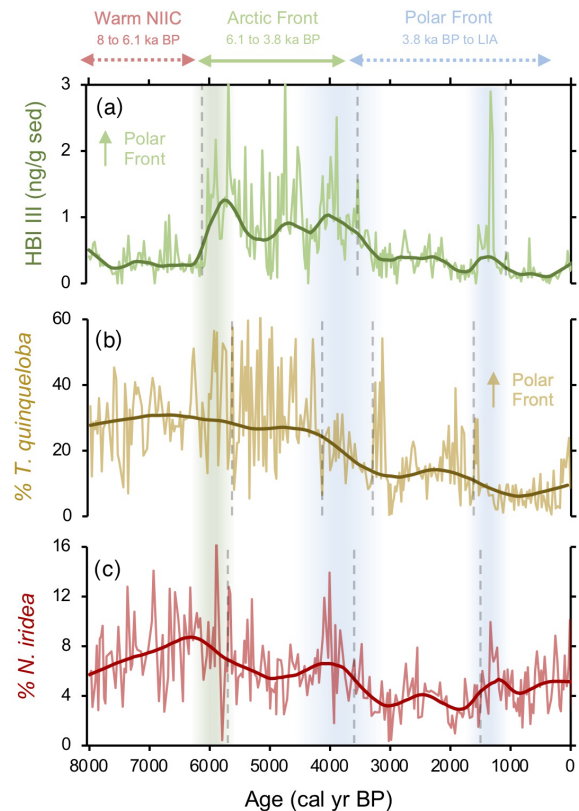 Warm NIIC
8 to 6.1 ka BP
Arctic Front
6.1 to 3.8 ka BP
Polar Front
3.8 ka BP to LIA
(a)
Polar
Front
HBI III (ng/g sed)
3
2
1
0
(b)
Polar
Front
% T. quinqueloba
60
40
20
0
(c)
% N. iridea
16
12
8
4
0
8000 7000 6000 5000 4000 3000 2000 1000 0
Age (cal yr BP)